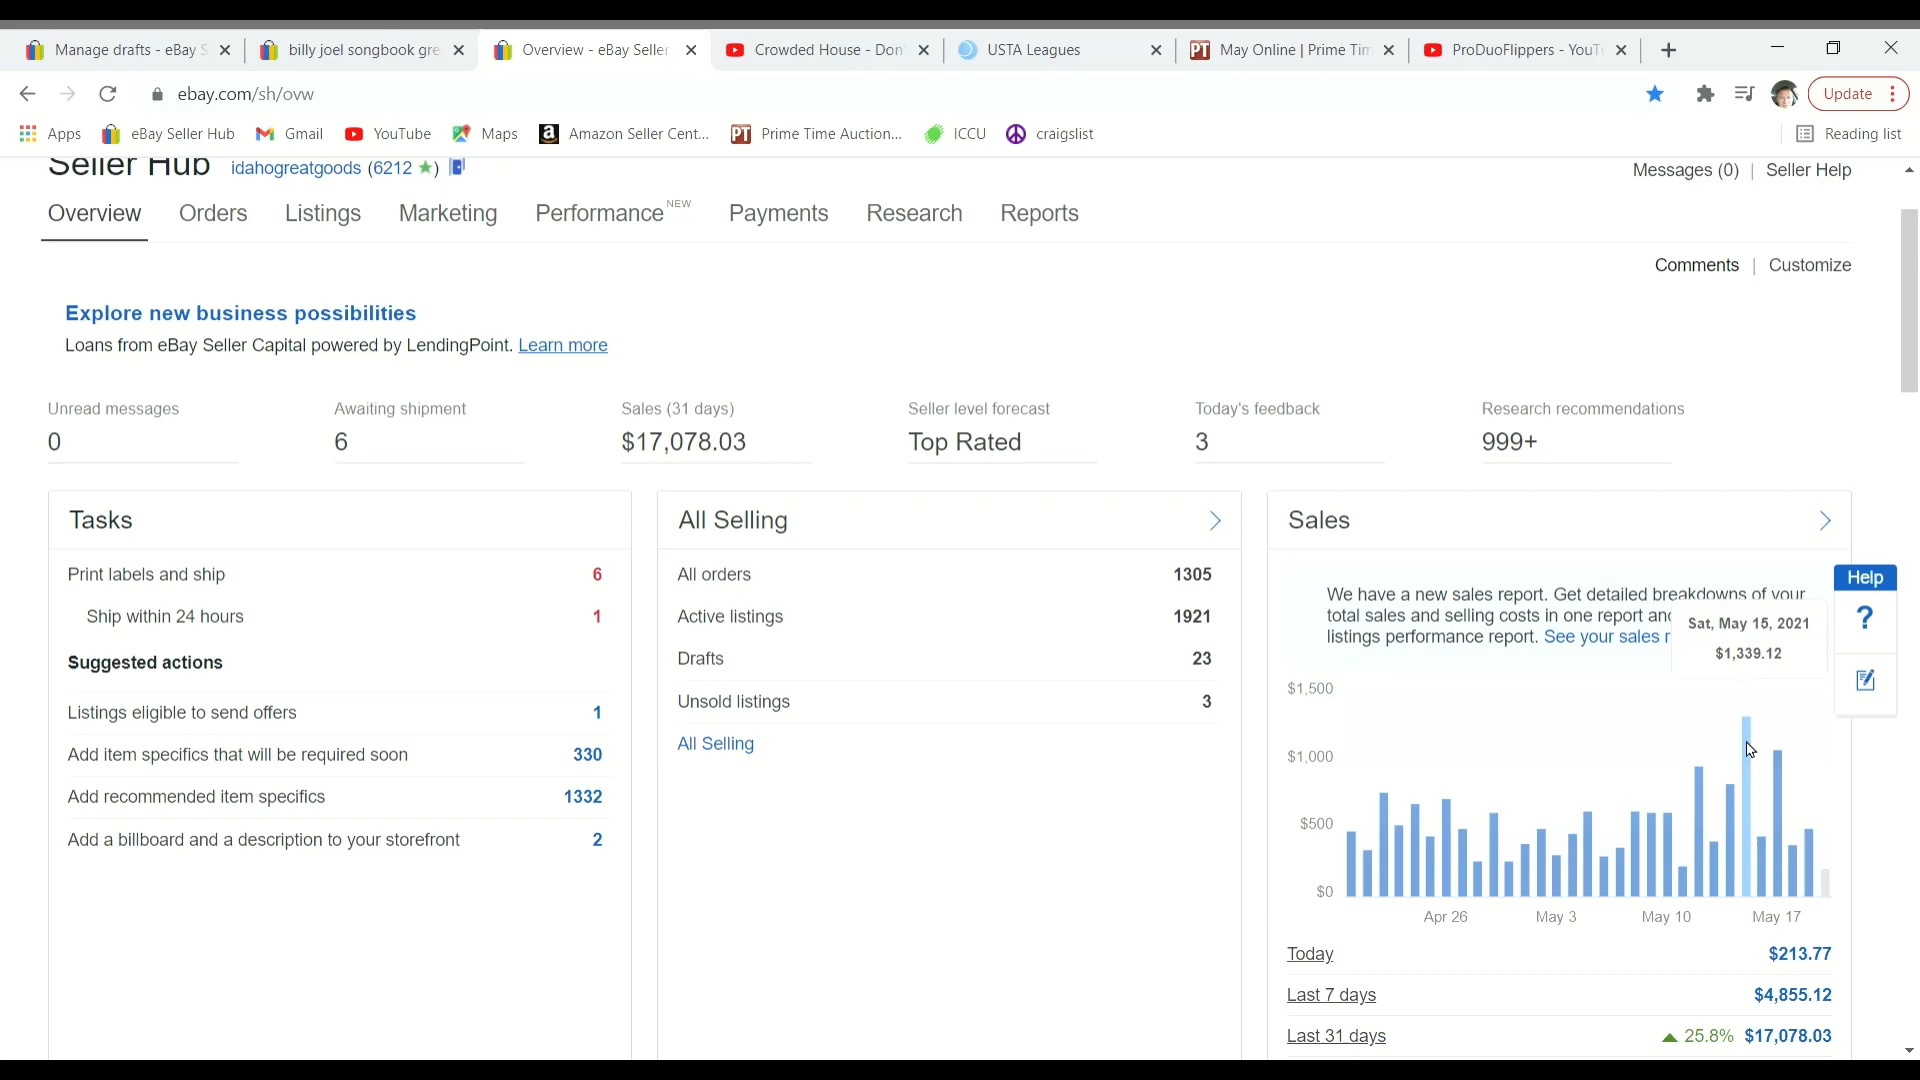 Manage drafts - eBay S
billy joel songbook gre
Overview - eBay Seller
Crowded House - Don'
USTA Leagues
PT May Online | Prime Tim
ProDuoFlippers - YouTu
ebay.com/sh/ovw
Update
Apps
eBay Seller Hub
Gmail
YouTube
Maps
a Amazon Seller Cent...
PT Prime Time Auction...
ICCU
craigslist
Reading list
Seller Hub idahogreatgoods (6212 ★)
Messages (0) | Seller Help
Overview Orders Listings Marketing Performance NEW Payments Research Reports
Comments | Customize
Explore new business possibilities
Loans from eBay Seller Capital powered by LendingPoint. Learn more
Unread messages
0
Awaiting shipment
6
Sales (31 days)
$17,078.03
Seller level forecast
Top Rated
Today's feedback
3
Research recommendations
999+
Tasks
Print labels and ship 6
Ship within 24 hours 1
Suggested actions
Listings eligible to send offers 1
Add item specifics that will be required soon 330
Add recommended item specifics 1332
Add a billboard and a description to your storefront 2
All Selling
All orders 1305
Active listings 1921
Drafts 23
Unsold listings 3
All Selling
Sales
We have a new sales report. Get detailed breakdowns of your
total sales and selling costs in one report and
listings performance report. See your sales r
Sat, May 15, 2021
$1,339.12
Help
?
$1,500
$1,000
$500
$0
Apr 26 May 3 May 10 May 17
Today $213.77
Last 7 days $4,855.12
Last 31 days 25.8% $17,078.03